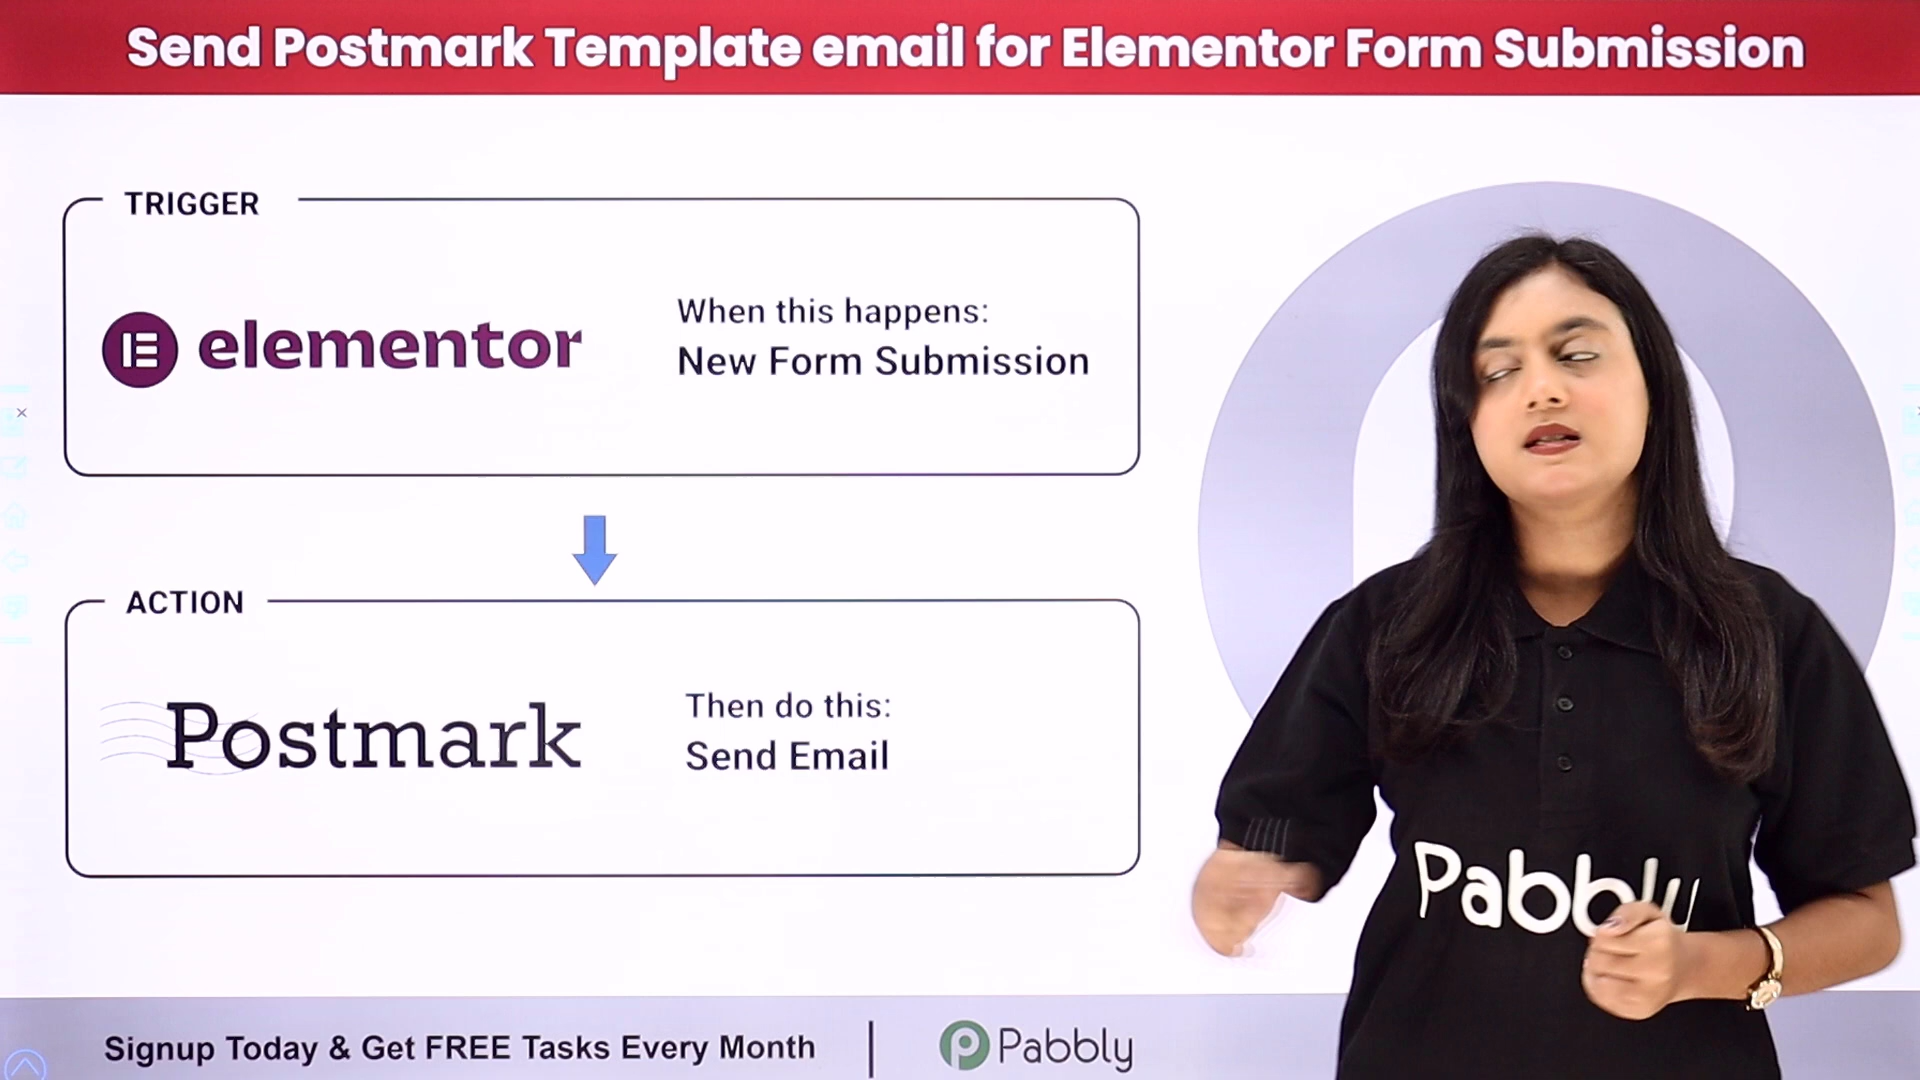 Send Postmark Template email for Elementor Form Submission
TRIGGER
elementor
When this happens:
New Form Submission
ACTION
Postmark
Then do this:
Send Email
Pabbly
Signup Today & Get FREE Tasks Every Month
Pabbly